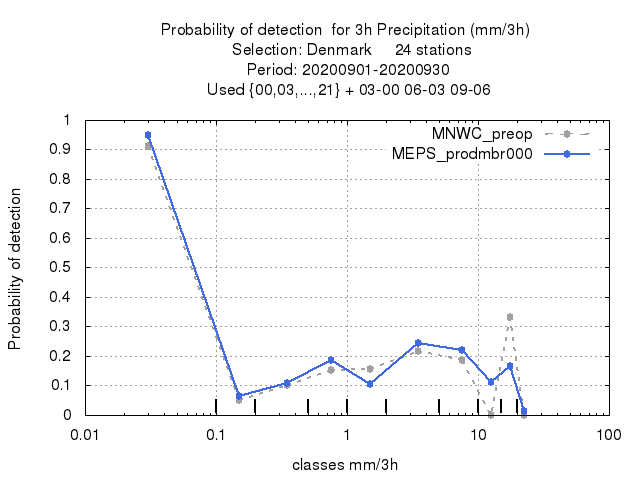 Probability of detection  for 3h Precipitation (mm/3h)
Selection: Denmark     24 stations
Period: 20200901-20200930
Used {00,03,...,21} + 03-00 06-03 09-06
MNWC_preop
MEPS_prodmbr000
Probability of detection
1
0.9
0.8
0.7
0.6
0.5
0.4
0.3
0.2
0.1
0
0.01 0.1 1 10 100
classes mm/3h